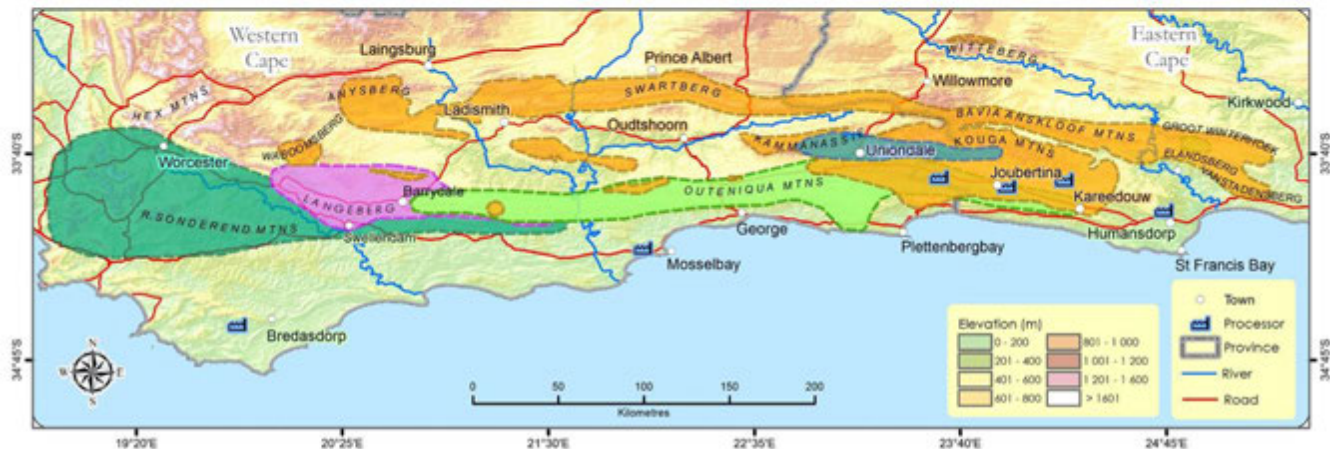 Western
Cape
Eastern
Cape
Laingsburg
Prince Albert
WITTEBERG
Willowmore
Kirkwood
ANYSBERG
SWARTBERG
HEX MTNS
Ladismith
BAVIAANSKLOOF MTNS
GROOT WINTERHOEK
WABOOMSBERG
Oudtshoorn
KAMMANASSIE
Uniondale
KOUGA MTNS
ELANDSBERG
VANSTADENSBERG
Worcester
Barrydale
OUTENIQUA MTNS
Joubertina
Kareedouw
LANGEBERG
R.SONDEREND MTNS
Swellendam
George
Plettenbergbay
Humansdorp
Mosselbay
St Francis Bay
Bredasdorp
33°40'S
34°45'S
33°40'S
34°45'S
N
W
E
S
0 50 100 150 200
Kilometres
Elevation (m)
0 - 200
201 - 400
401 - 600
601 - 800
801 - 1 000
1 001 - 1 200
1 201 - 1 600
> 1601
Town
Processor
Province
River
Road
19°20'E 20°25'E 21°30'E 22°35'E 23°40'E 24°45'E